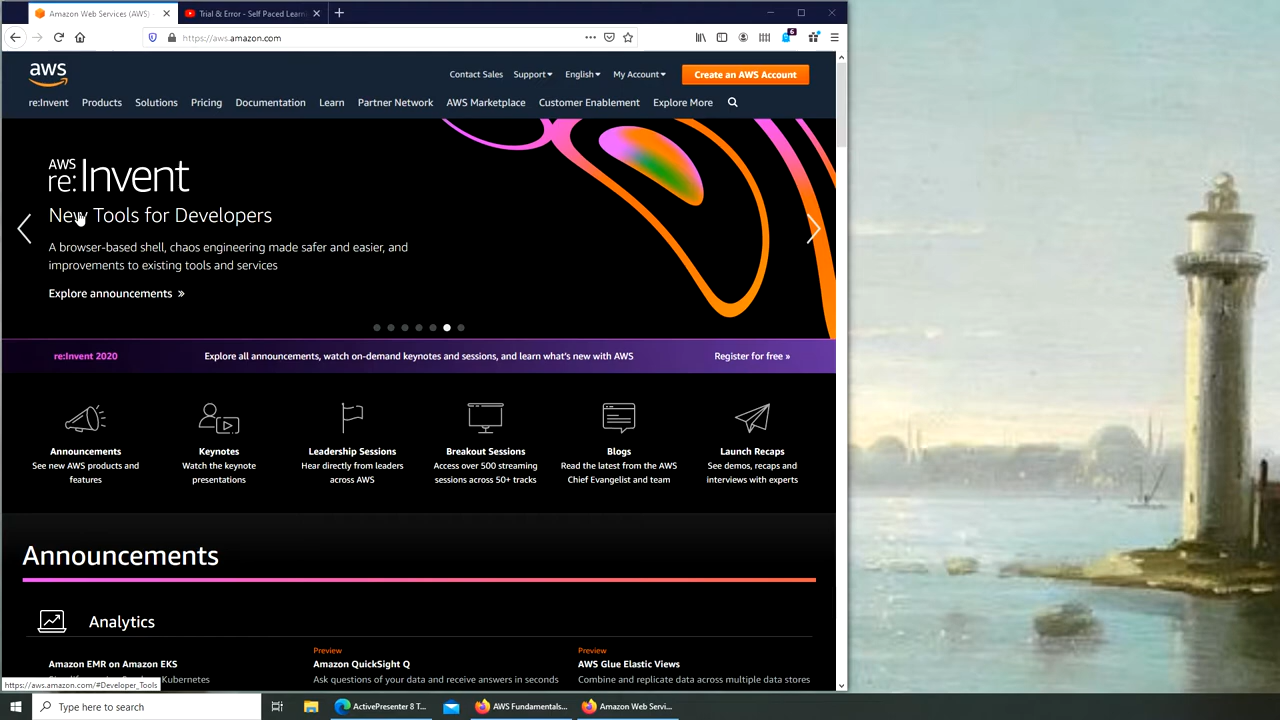 Amazon Web Services (AWS)
Trial & Error - Self Paced Learn
https://aws.amazon.com
6
aws
Contact Sales Support English My Account Create an AWS Account
re:Invent Products Solutions Pricing Documentation Learn Partner Network AWS Marketplace Customer Enablement Explore More
AWS
re:Invent
New Tools for Developers
A browser-based shell, chaos engineering made safer and easier, and
improvements to existing tools and services
Explore announcements »
re:Invent 2020 Explore all announcements, watch on-demand keynotes and sessions, and learn what's new with AWS Register for free »
Announcements
See new AWS products and
features
Keynotes
Watch the keynote
presentations
Leadership Sessions
Hear directly from leaders
across AWS
Breakout Sessions
Access over 500 streaming
sessions across 50+ tracks
Blogs
Read the latest from the AWS
Chief Evangelist and team
Launch Recaps
See demos, recaps and
interviews with experts
Announcements
Analytics
Amazon EMR on Amazon EKS
Kubernetes
Preview
Amazon QuickSight Q
Ask questions of your data and receive answers in seconds
Preview
AWS Glue Elastic Views
Combine and replicate data across multiple data stores
https://aws.amazon.com/#Developer_Tools
Type here to search
ActivePresenter 8 T...
AWS Fundamentals...
Amazon Web Servi...